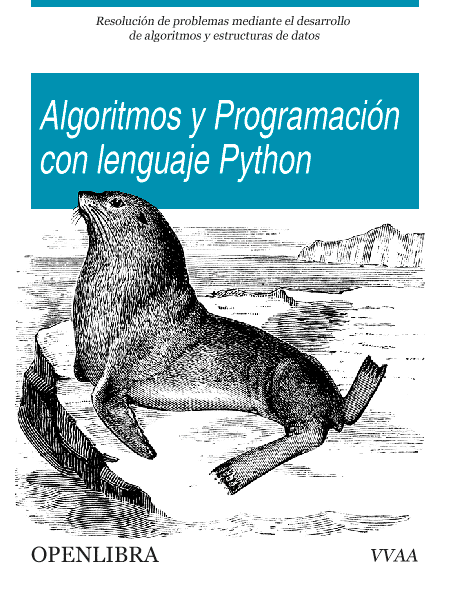 Resolución de problemas mediante el desarrollo
de algoritmos y estructuras de datos
Algoritmos y Programación
con lenguaje Python
OPENLIBRA VVAA